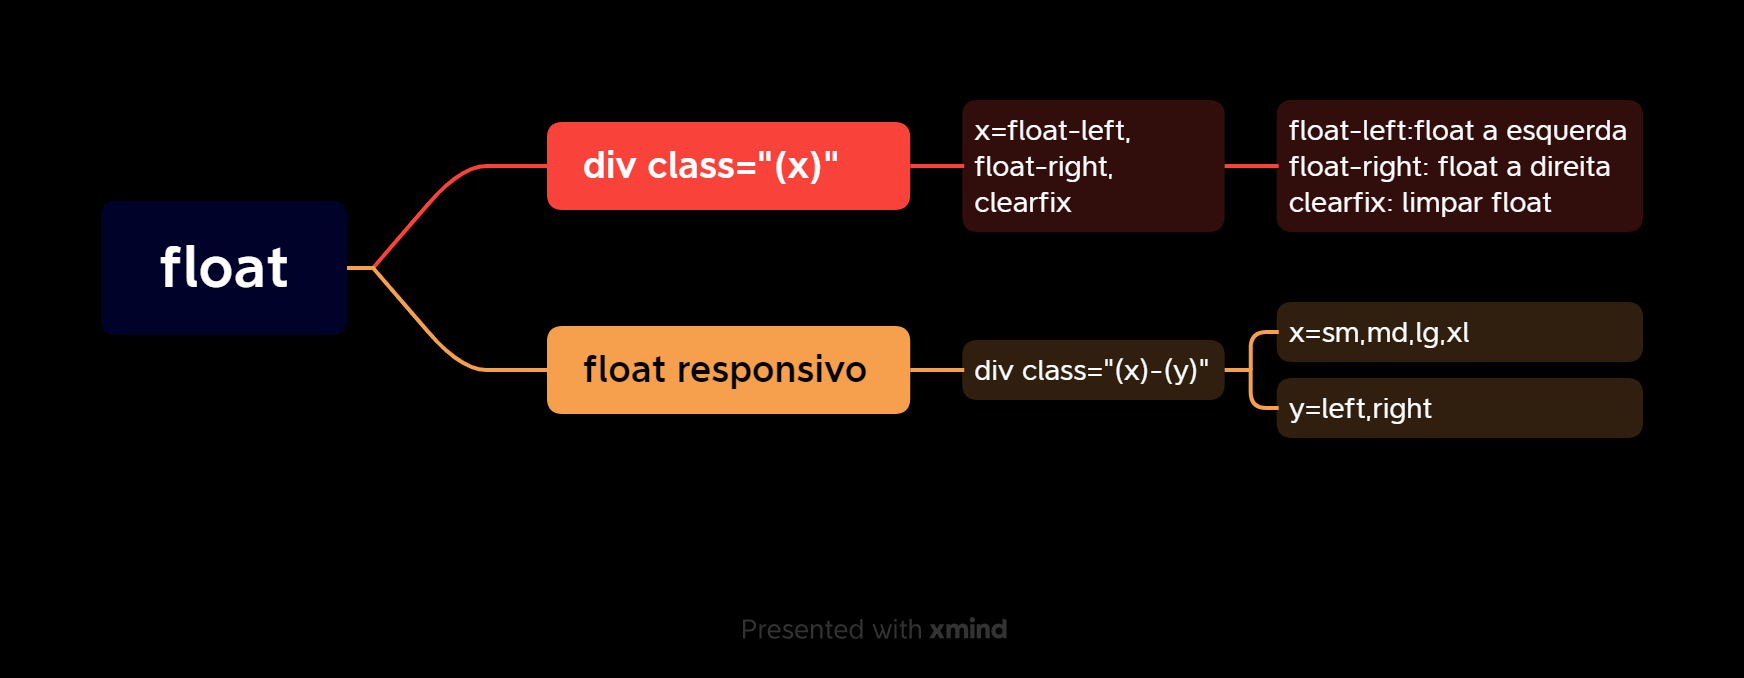 float
div class="(x)"
x=float-left,
float-right,
clearfix
float-left:float a esquerda
float-right: float a direita
clearfix: limpar float
float responsivo
div class="(x)-(y)"
x=sm,md,lg,xl
y=left,right
Presented with xmind